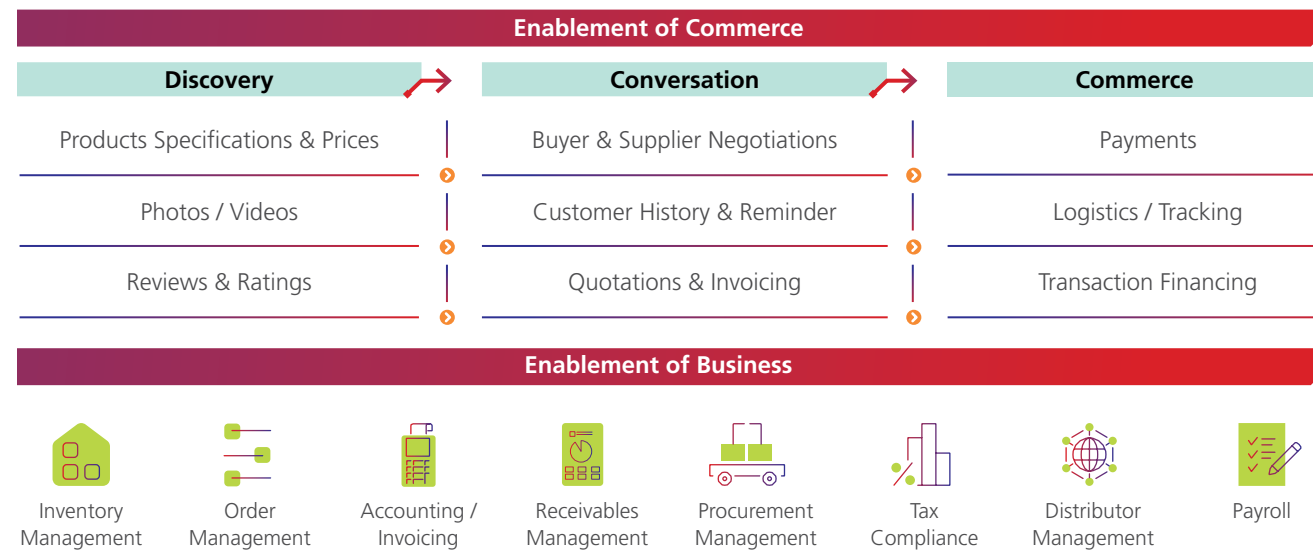 Enablement of Commerce
Discovery
Conversation
Commerce
Products Specifications & Prices
Buyer & Supplier Negotiations
Payments
Photos / Videos
Customer History & Reminder
Logistics / Tracking
Reviews & Ratings
Quotations & Invoicing
Transaction Financing
Enablement of Business
Inventory
Management
Order
Management
Accounting /
Invoicing
Receivables
Management
Procurement
Management
Tax
Compliance
Distributor
Management
Payroll